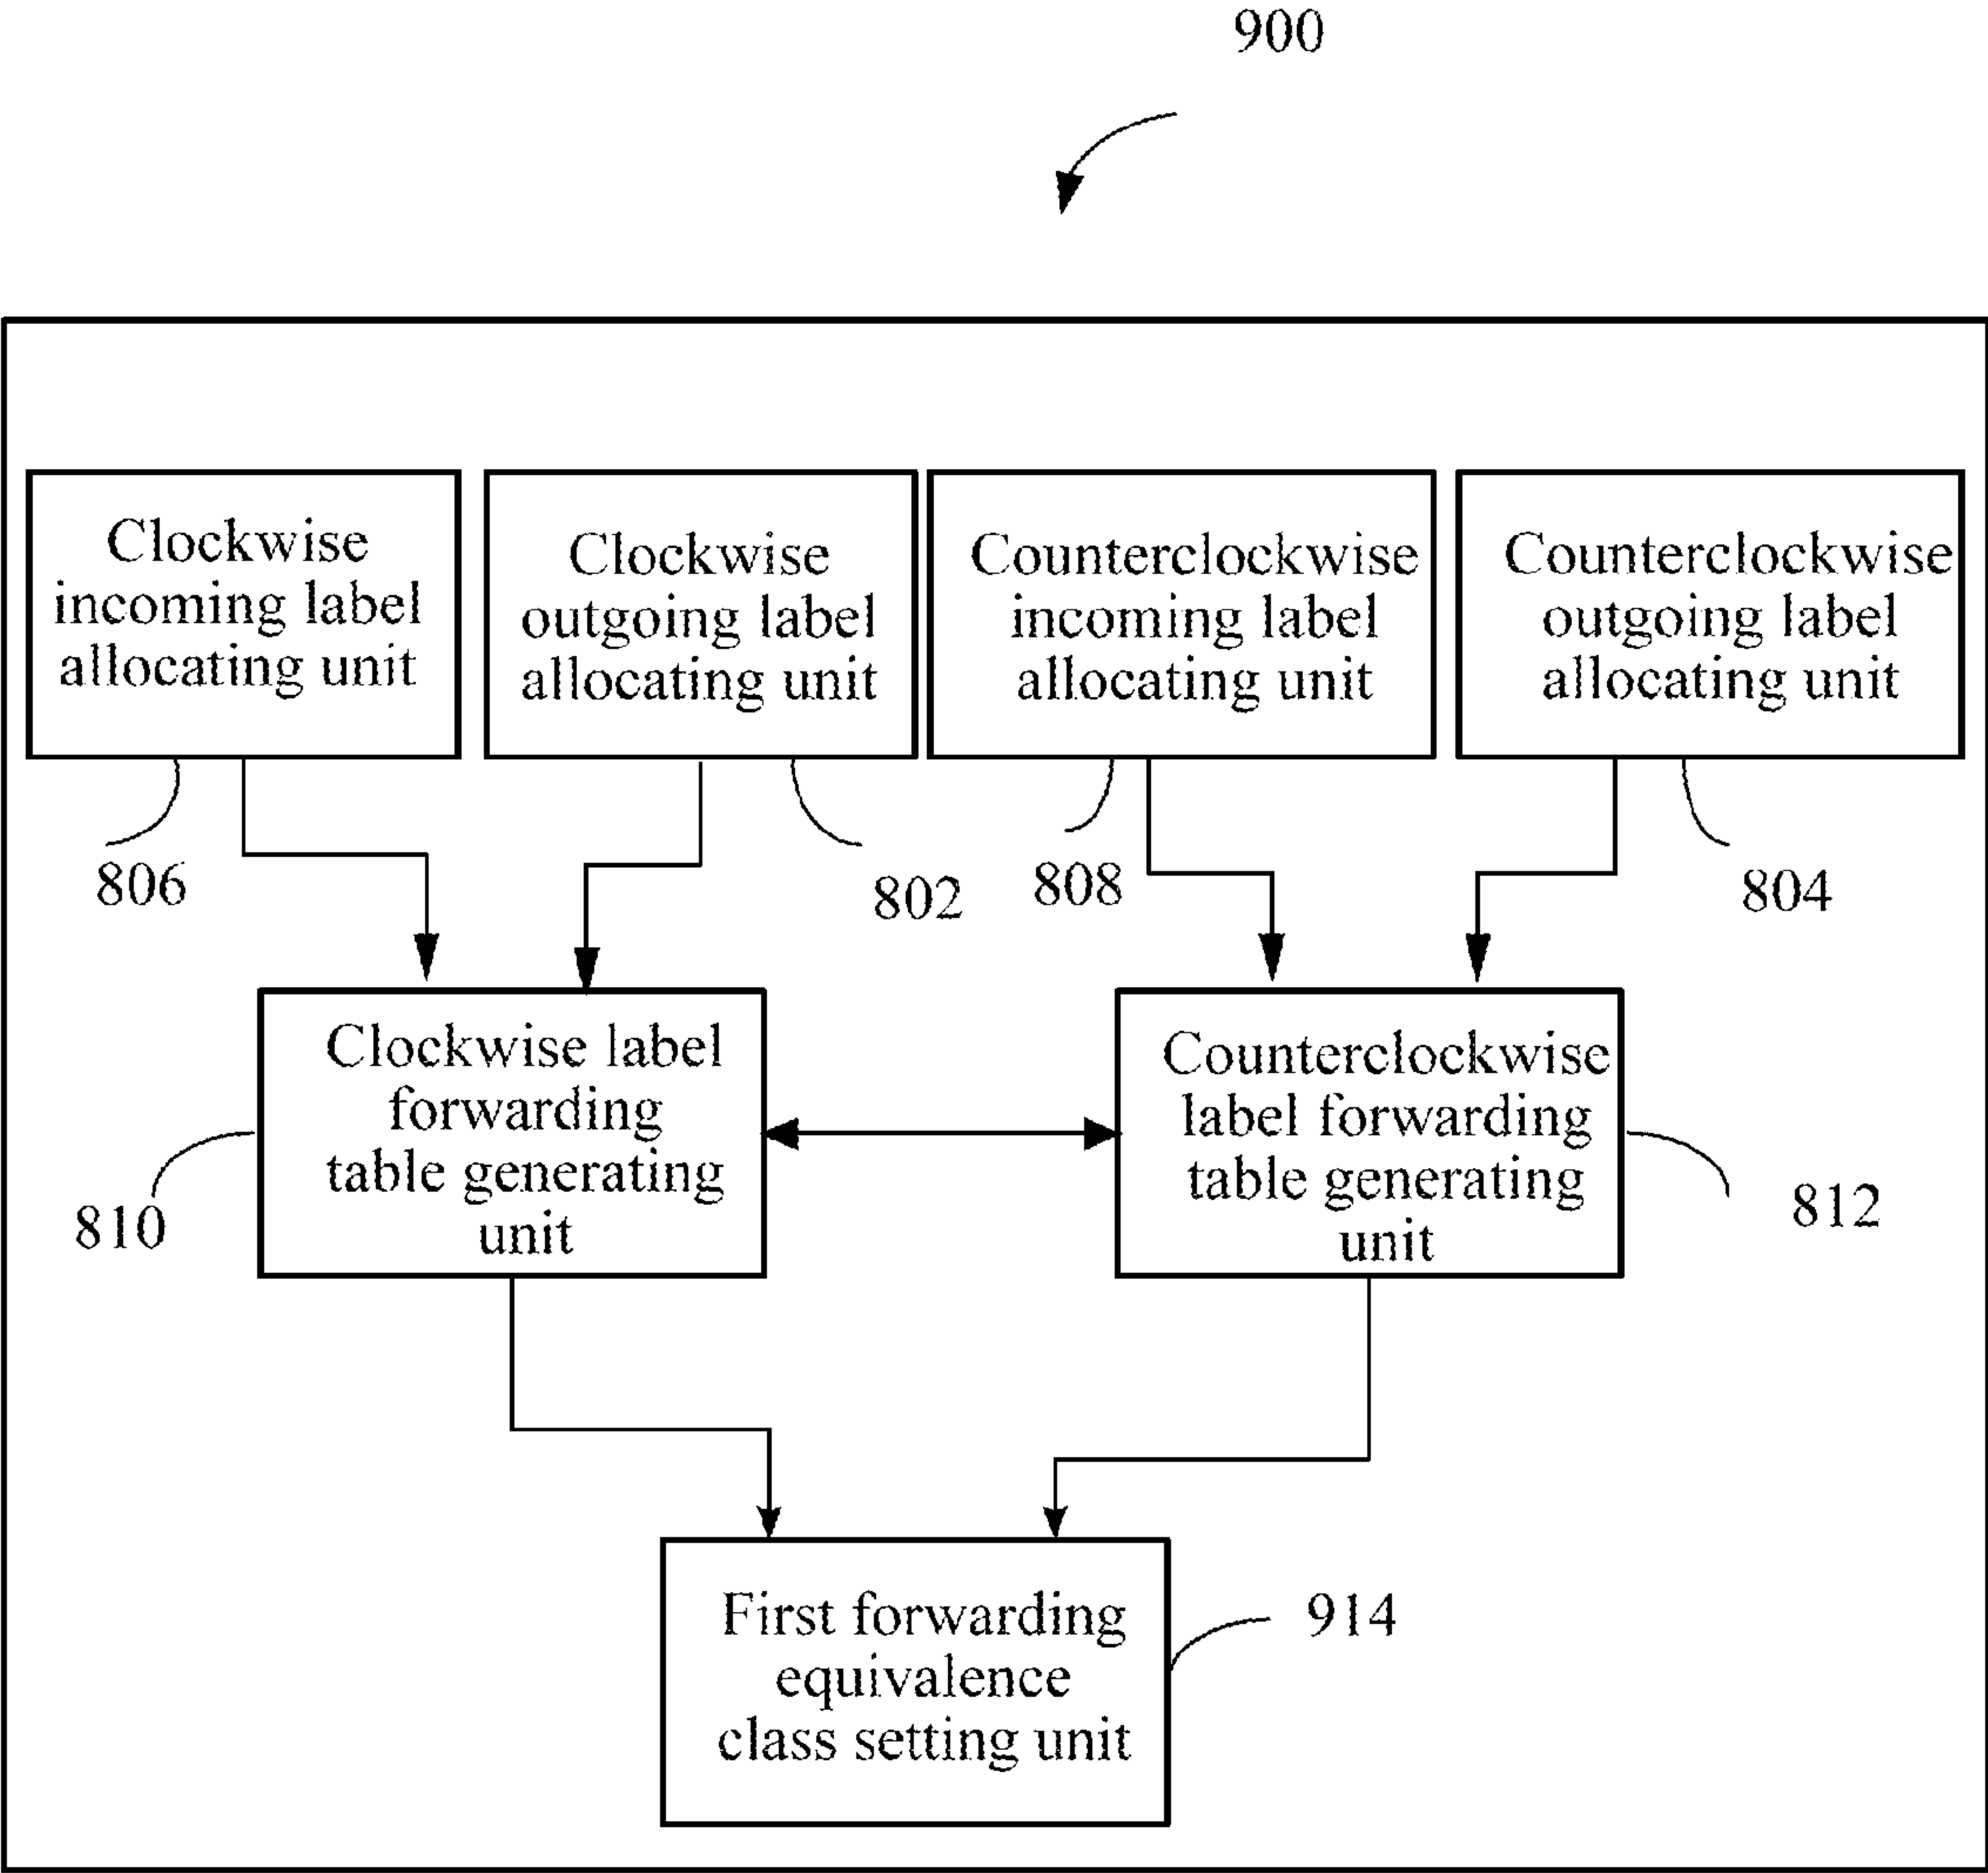 900
Clockwise
incoming label
allocating unit
Clockwise
outgoing label
allocating unit
Counterclockwise
incoming label
allocating unit
Counterclockwise
outgoing label
allocating unit
806
802
808
804
Clockwise label
forwarding
table generating
unit
Counterclockwise
label forwarding
table generating
unit
810
812
First forwarding
equivalence
class setting unit
914